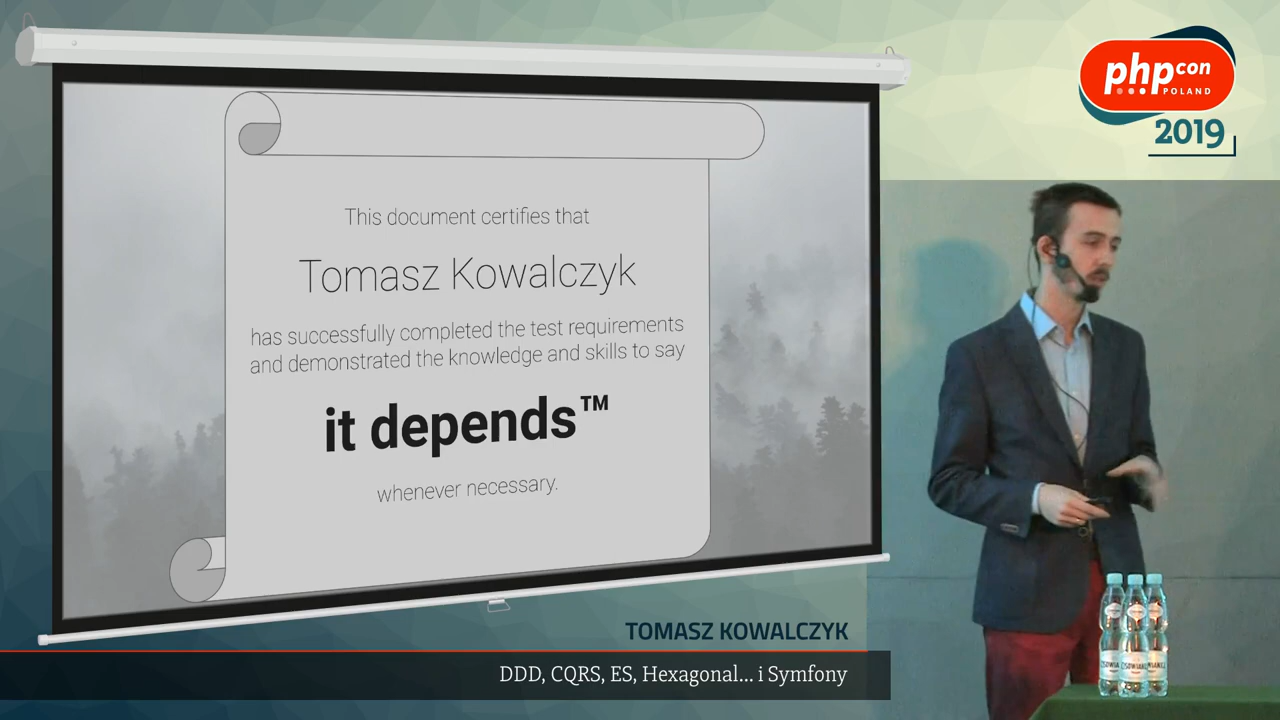 This document certifies that
Tomasz Kowalczyk
has successfully completed the test requirements
and demonstrated the knowledge and skills to say
it depends™
whenever necessary.
phpcon
POLAND
2019
TOMASZ KOWALCZYK
DDD, CQRS, ES, Hexagonal... i Symfony